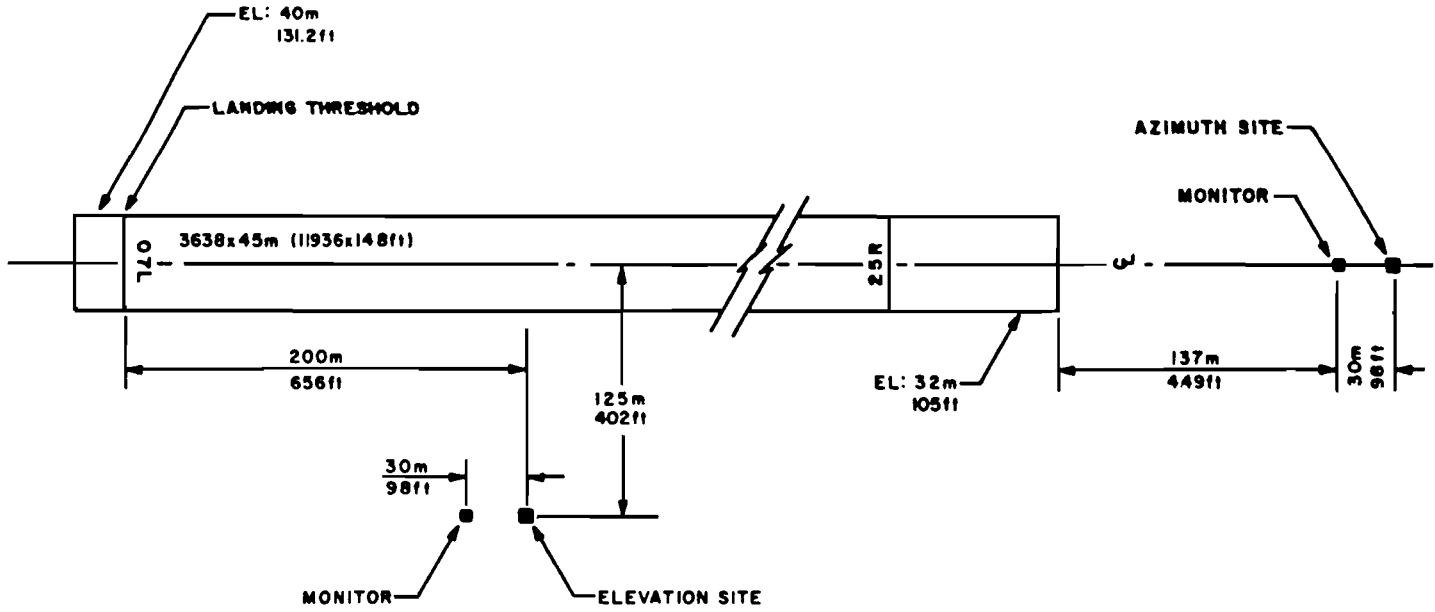 EL: 40m
131.2ft
LANDING THRESHOLD
AZIMUTH SITE
MONITOR
3638x45m (11936x148ft)
07L
25R
CL
200m
656ft
137m
449ft
30m
98ft
EL: 32m
105ft
125m
402ft
30m
98ft
MONITOR
ELEVATION SITE